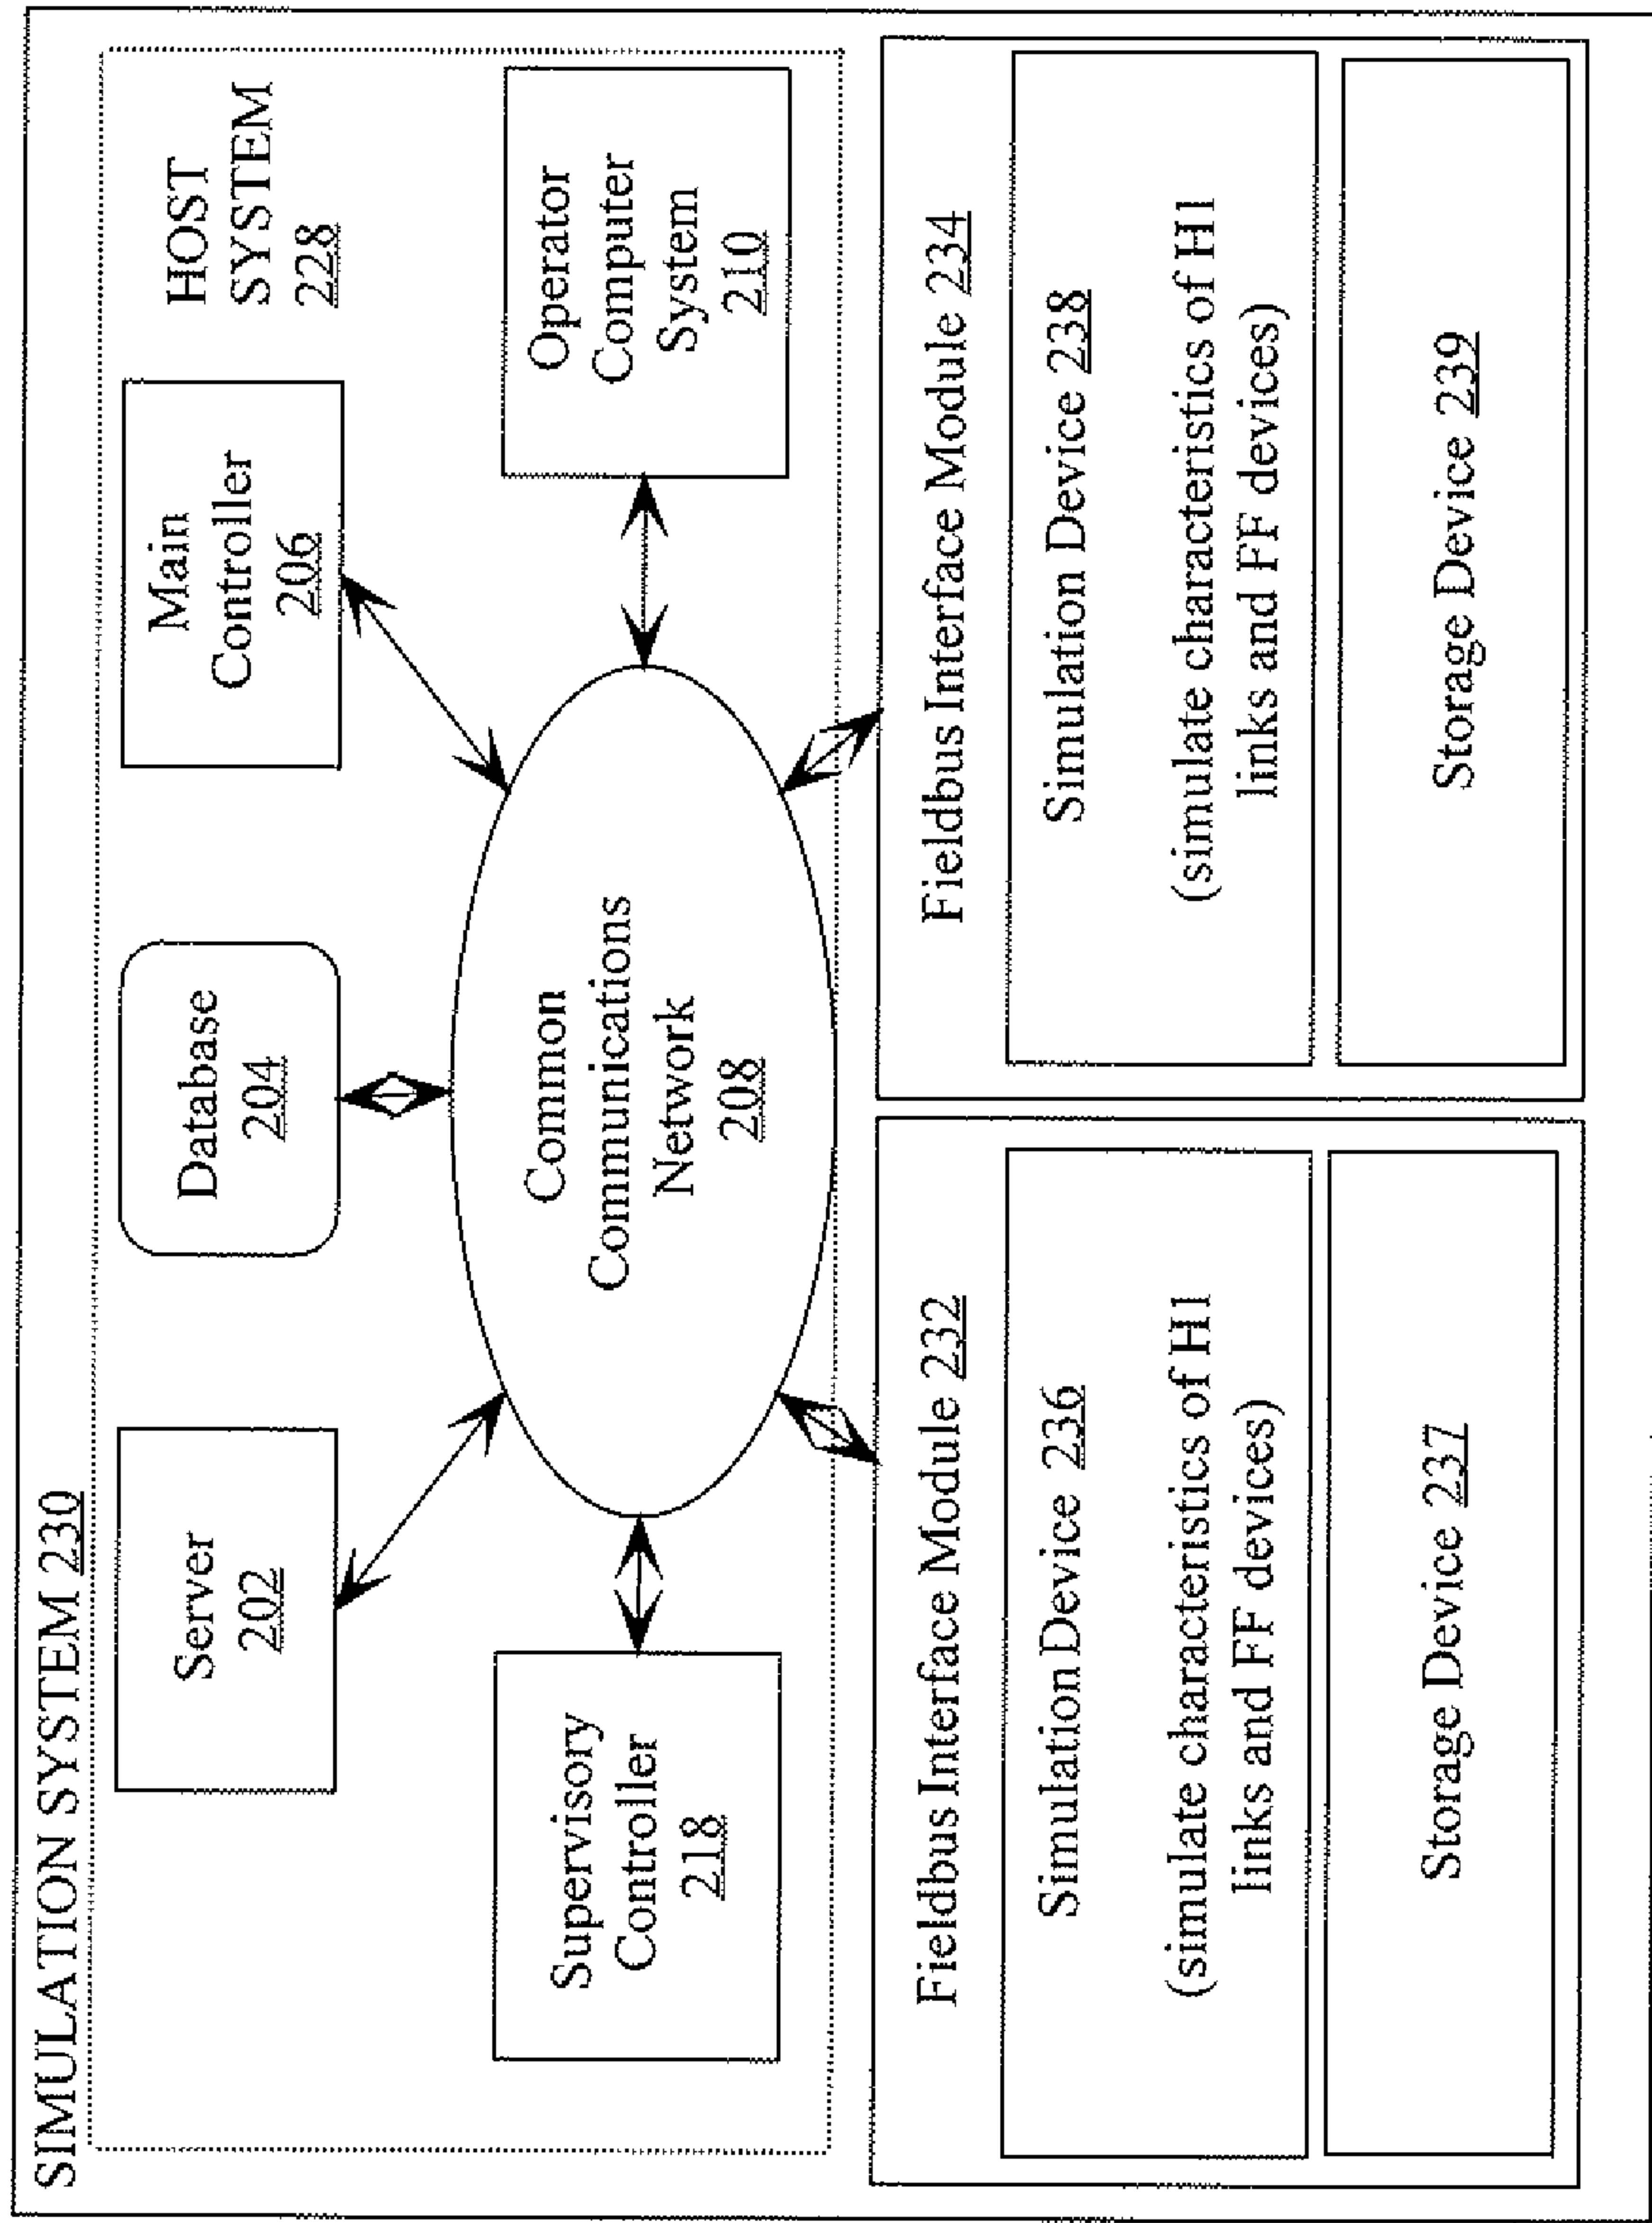 SIMULATION SYSTEM 230
HOST
SYSTEM
228
Server
202
Database
204
Main
Controller
206
Supervisory
Controller
218
Common
Communications
Network
208
Operator
Computer
System
210
Fieldbus Interface Module 232
Simulation Device 236
(simulate characteristics of H1
links and FF devices)
Storage Device 237
Fieldbus Interface Module 234
Simulation Device 238
(simulate characteristics of H1
links and FF devices)
Storage Device 239